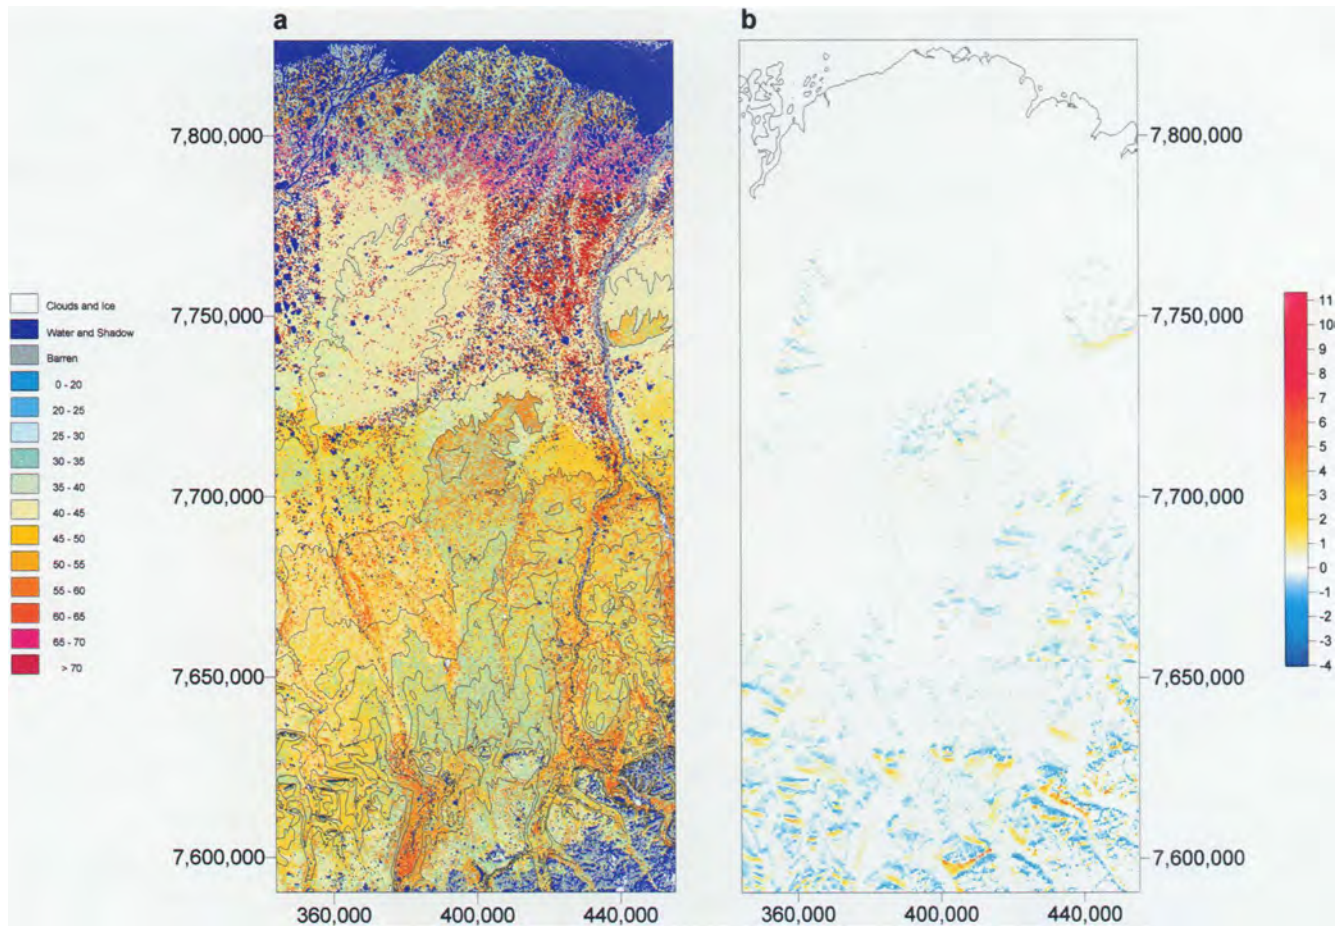 a
b
7,800,000
7,750,000
7,700,000
7,650,000
7,600,000
360,000 400,000 440,000
Clouds and Ice
Water and Shadow
Barren
0 - 20
20 - 25
25 - 30
30 - 35
35 - 40
40 - 45
45 - 50
50 - 55
55 - 60
60 - 65
65 - 70
> 70
7,800,000
7,750,000
7,700,000
7,650,000
7,600,000
360,000 400,000 440,000
11
10
9
8
7
6
5
4
3
2
1
0
-1
-2
-3
-4